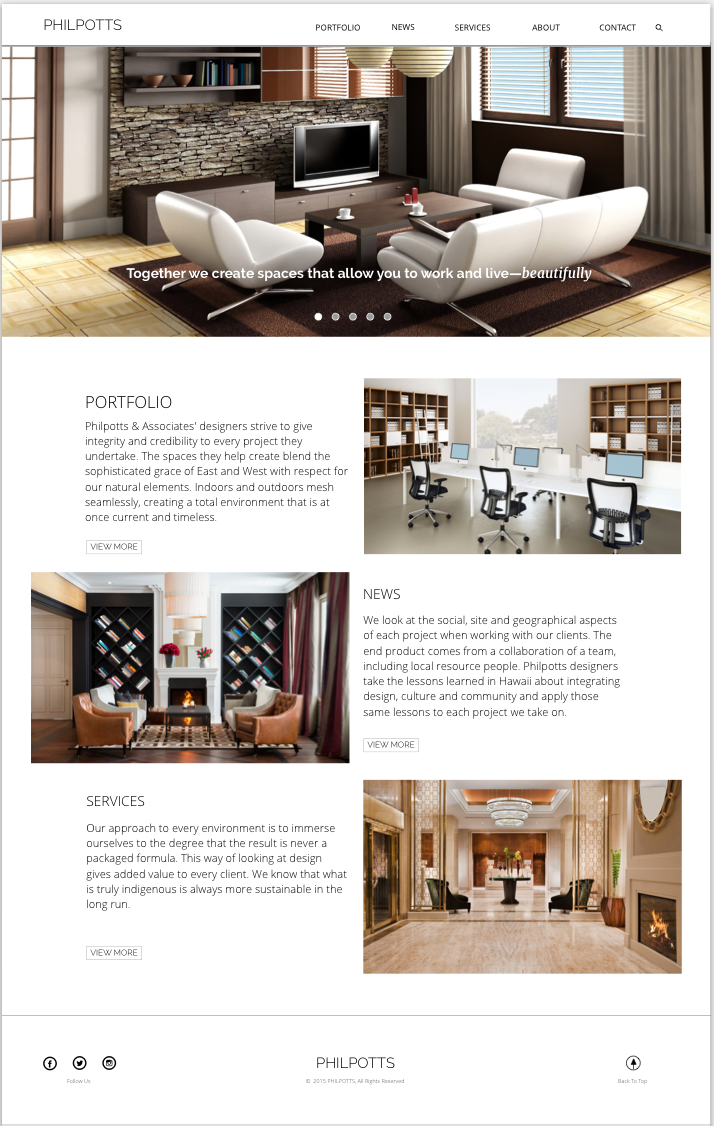 PHILPOTTS
PORTFOLIO
NEWS
SERVICES
ABOUT
CONTACT
Together we create spaces that allow you to work and live—beautifully
PORTFOLIO
Philpotts & Associates' designers strive to give
integrity and credibility to every project they
undertake. The spaces they help create blend the
sophisticated grace of East and West with respect for
our natural elements. Indoors and outdoors mesh
seamlessly, creating a total environment that is at
once current and timeless.
VIEW MORE
NEWS
We look at the social, site and geographical aspects
of each project when working with our clients. The
end product comes from a collaboration of a team,
including local resource people. Philpotts designers
take the lessons learned in Hawaii about integrating
design, culture and community and apply those
same lessons to each project we take on.
VIEW MORE
SERVICES
Our approach to every environment is to immerse
ourselves to the degree that the result is never a
packaged formula. This way of looking at design
gives added value to every client. We know that what
is truly indigenous is always more sustainable in the
long run.
VIEW MORE
Follow Us
PHILPOTTS
© 2015 PHILPOTTS, All Rights Reserved
Back To Top